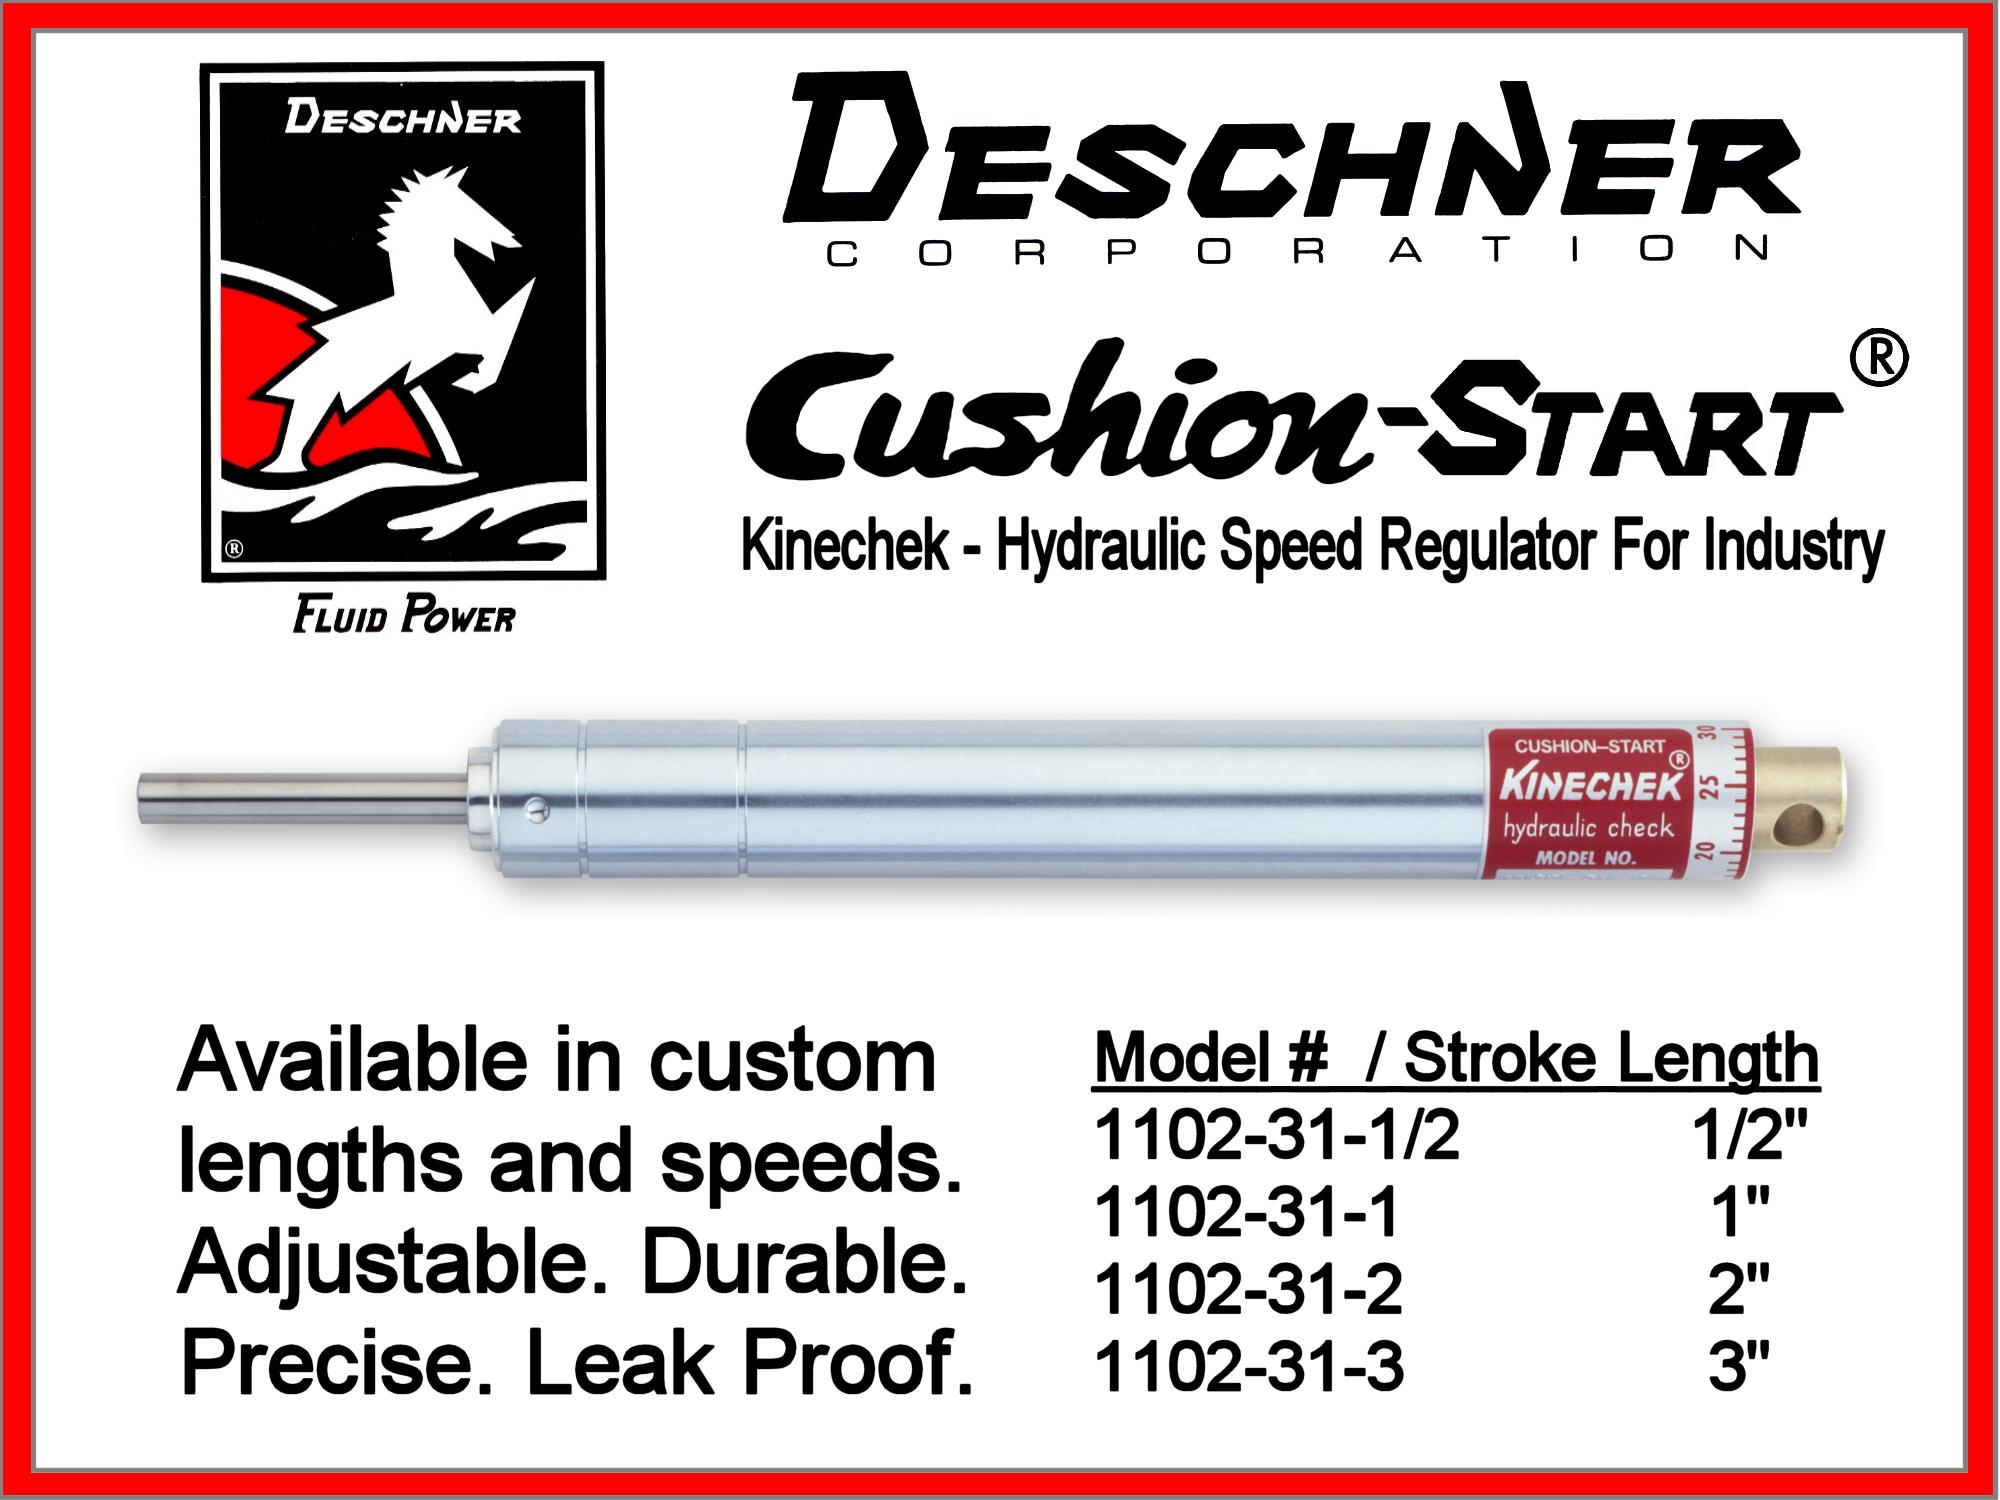 DESCHNER
®
FLUID POWER
DESCHNER
CORPORATION
Cushion-START®
Kinechek - Hydraulic Speed Regulator For Industry
CUSHION–START
KINECHEK®
hydraulic check
MODEL NO.
30
25
20
Available in custom
lengths and speeds.
Adjustable. Durable.
Precise. Leak Proof.
Model # / Stroke Length
1102-31-1/2 1/2"
1102-31-1 1"
1102-31-2 2"
1102-31-3 3"